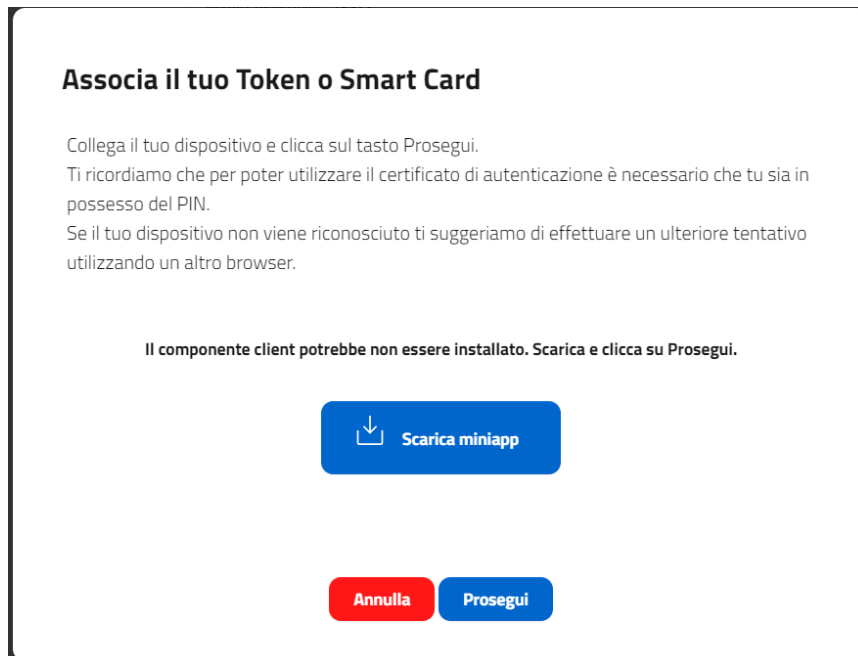 Associa il tuo Token o Smart Card
Collega il tuo dispositivo e clicca sul tasto Prosegui.
Ti ricordiamo che per poter utilizzare il certificato di autenticazione è necessario che tu sia in
possesso del PIN.
Se il tuo dispositivo non viene riconosciuto ti suggeriamo di effettuare un ulteriore tentativo
utilizzando un altro browser.
Il componente client potrebbe non essere installato. Scarica e clicca su Prosegui.
Scarica miniapp
Annulla Prosegui